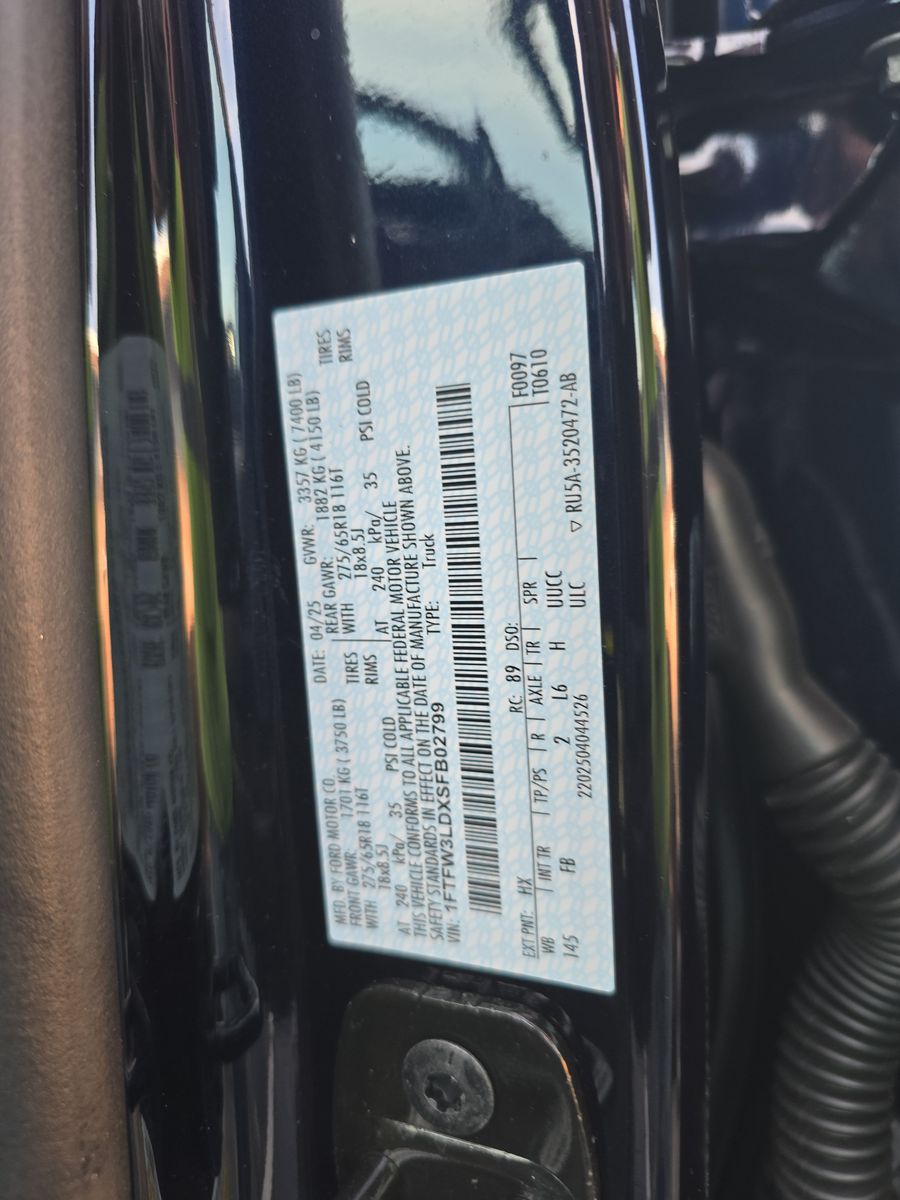 MFD. BY FORD MOTOR CO. DATE: 04/25 GVWR: 3357 KG ( 7400 LB)
FRONT GAWR: 1701 KG ( 3750 LB) REAR GAWR: 1882 KG ( 4150 LB)
WITH 275/65R18 116T TIRES WITH 275/65R18 116T TIRES
18x8.5J RIMS 18x8.5J RIMS
AT 240 kPa/ 35 PSI COLD AT 240 kPa/ 35 PSI COLD
THIS VEHICLE CONFORMS TO ALL APPLICABLE FEDERAL MOTOR VEHICLE
SAFETY STANDARDS IN EFFECT ON THE DATE OF MANUFACTURE SHOWN ABOVE.
VIN: 1FTFW3LDXSFB02799 TYPE: Truck
EXT PNT: HX RC: 89 DSO: F0097
WB INT TR TP/PS R AXLE TR SPR T0610
145 FB 2 L6 H UUCC
2202504044526 ULC ▽ RU5A-3520472-AB